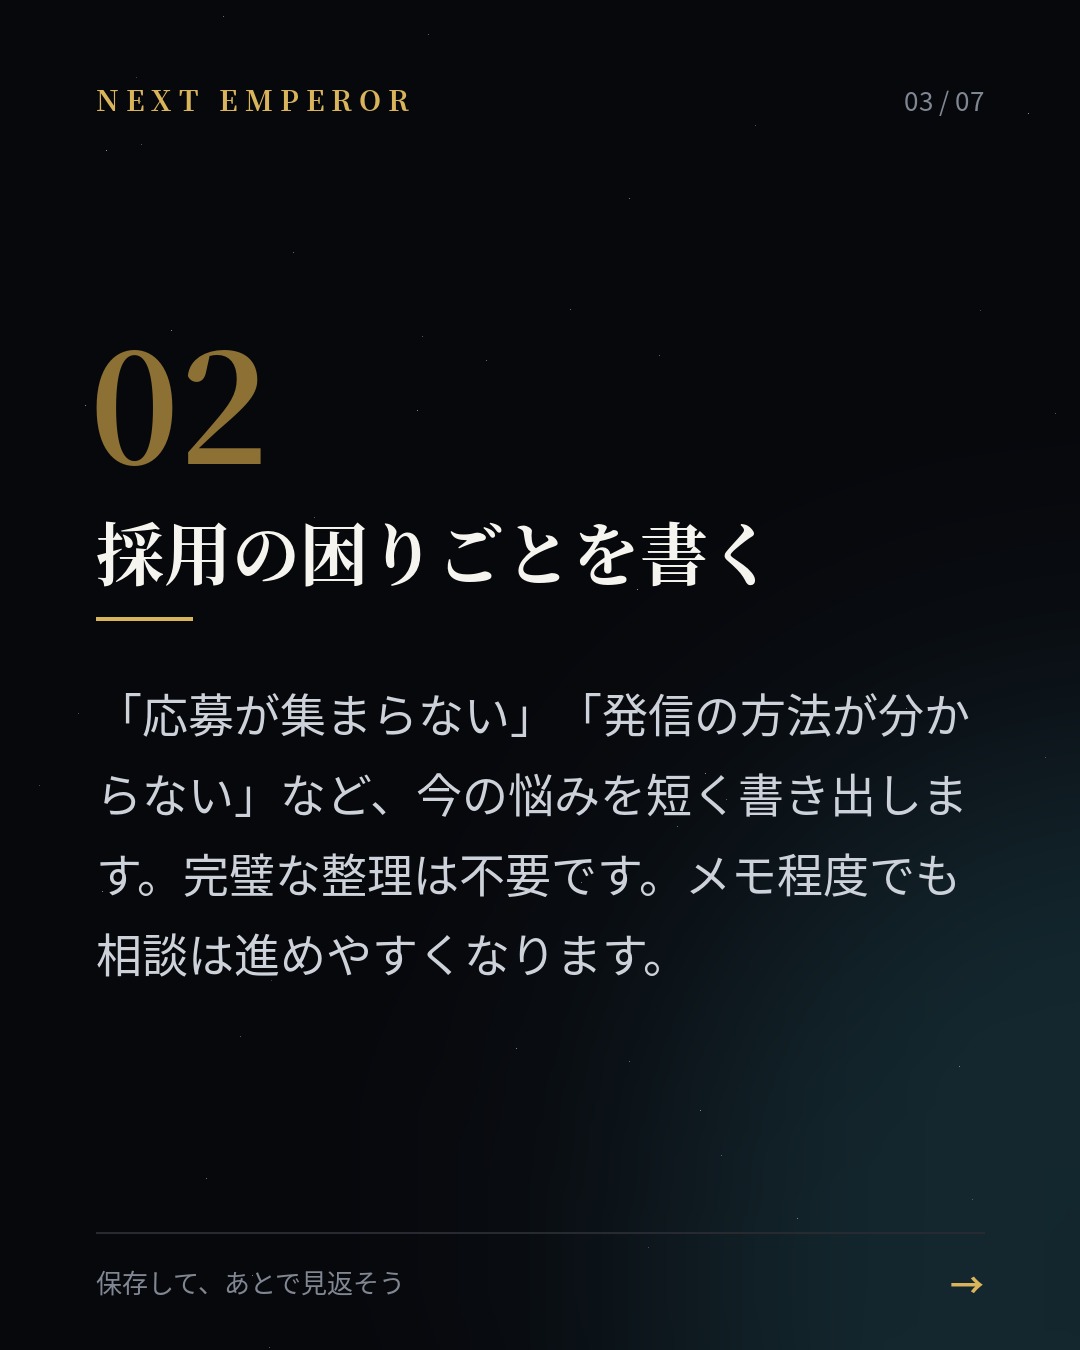 NEXT EMPEROR
03 / 07
02
採用の困りごとを書く
「応募が集まらない」「発信の方法が分か
らない」など、今の悩みを短く書き出しま
す。完璧な整理は不要です。メモ程度でも
相談は進めやすくなります。
保存して、あとで見返そう
→